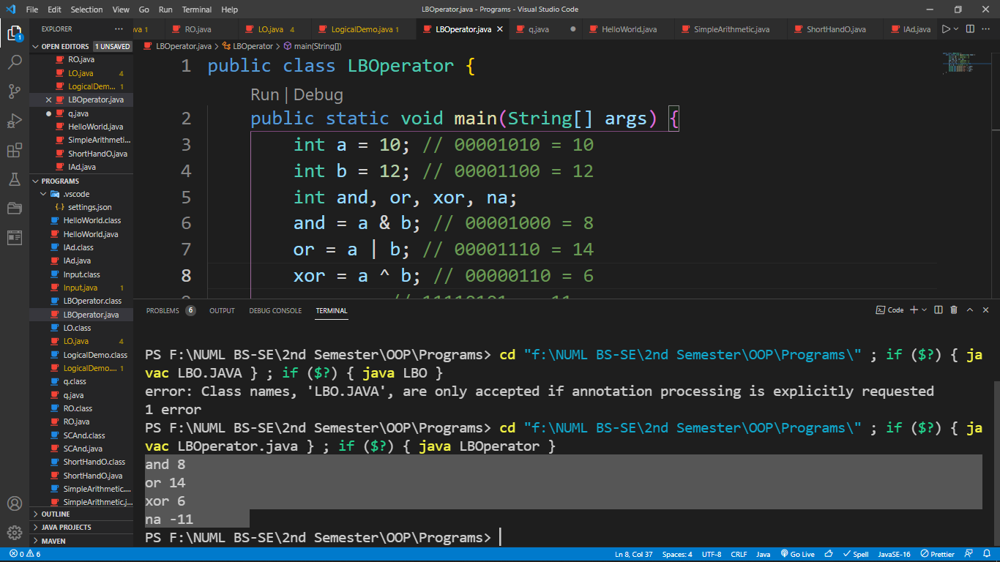 File Edit Selection View Go Run Terminal Help LBOperator.java - Programs - Visual Studio Code
EXPLORER ...
OPEN EDITORS 1 UNSAVED
RO.java
LO.java 4
LogicalDem... 1
LBOperator.java
q.java
HelloWorld.java
SimpleArithmeti...
ShortHandO.java
IAd.java
PROGRAMS
.vscode
{..} settings.json
HelloWorld.class
HelloWorld.java
IAd.class
IAd.java
Input.class
Input.java 1
LBOperator.class
LBOperator.java
LO.class
LO.java 4
LogicalDemo.class
LogicalDemo.... 1
q.class
q.java
RO.class
RO.java
SCAnd.class
SCAnd.java
ShortHandO.class
ShortHandO.java
SimpleArithmetic....
SimpleArithmetic.j...
OUTLINE
JAVA PROJECTS
MAVEN
1
va 1 RO.java LO.java 4 LogicalDemo.java 1 LBOperator.java q.java HelloWorld.java SimpleArithmetic.java ShortHandO.java IAd.java
LBOperator.java > LBOperator > main(String[])
1 public class LBOperator {
Run | Debug
2 public static void main(String[] args) {
3 int a = 10; // 00001010 = 10
4 int b = 12; // 00001100 = 12
5 int and, or, xor, na;
6 and = a & b; // 00001000 = 8
7 or = a | b; // 00001110 = 14
8 xor = a ^ b; // 00000110 = 6
PROBLEMS 6 OUTPUT DEBUG CONSOLE TERMINAL Code
PS F:\NUML BS-SE\2nd Semester\OOP\Programs> cd "f:\NUML BS-SE\2nd Semester\OOP\Programs\" ; if ($?) { ja
vac LBO.JAVA } ; if ($?) { java LBO }
error: Class names, 'LBO.JAVA', are only accepted if annotation processing is explicitly requested
1 error
PS F:\NUML BS-SE\2nd Semester\OOP\Programs> cd "f:\NUML BS-SE\2nd Semester\OOP\Programs\" ; if ($?) { ja
vac LBOperator.java } ; if ($?) { java LBOperator }
and 8
or 14
xor 6
na -11
PS F:\NUML BS-SE\2nd Semester\OOP\Programs>
0 6 Ln 8, Col 37 Spaces: 4 UTF-8 CRLF Java Go Live Spell JavaSE-16 Prettier